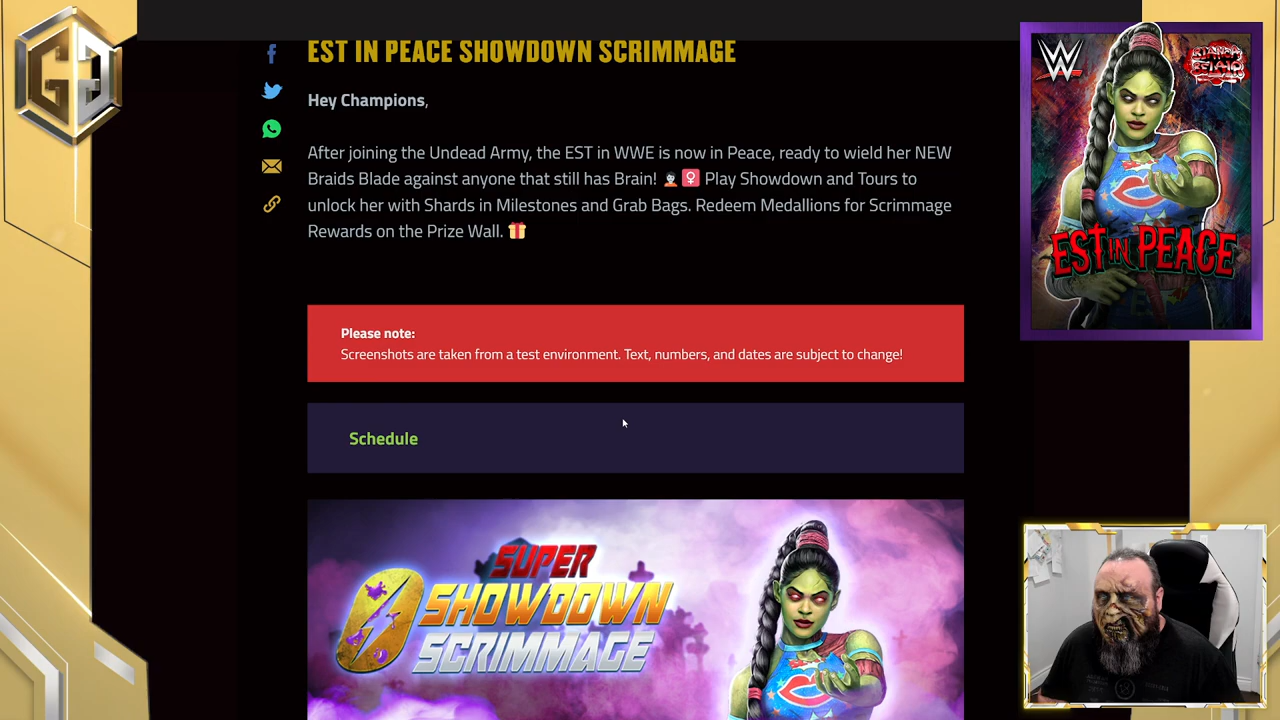 EST IN PEACE SHOWDOWN SCRIMMAGE
Hey Champions,
After joining the Undead Army, the EST in WWE is now in Peace, ready to wield her NEW
Braids Blade against anyone that still has Brain! 🧛🏻♀️ Play Showdown and Tours to
unlock her with Shards in Milestones and Grab Bags. Redeem Medallions for Scrimmage
Rewards on the Prize Wall. 🎁
Please note:
Screenshots are taken from a test environment. Text, numbers, and dates are subject to change!
Schedule
SUPER
SHOWDOWN
SCRIMMAGE
W
EST IN PEACE